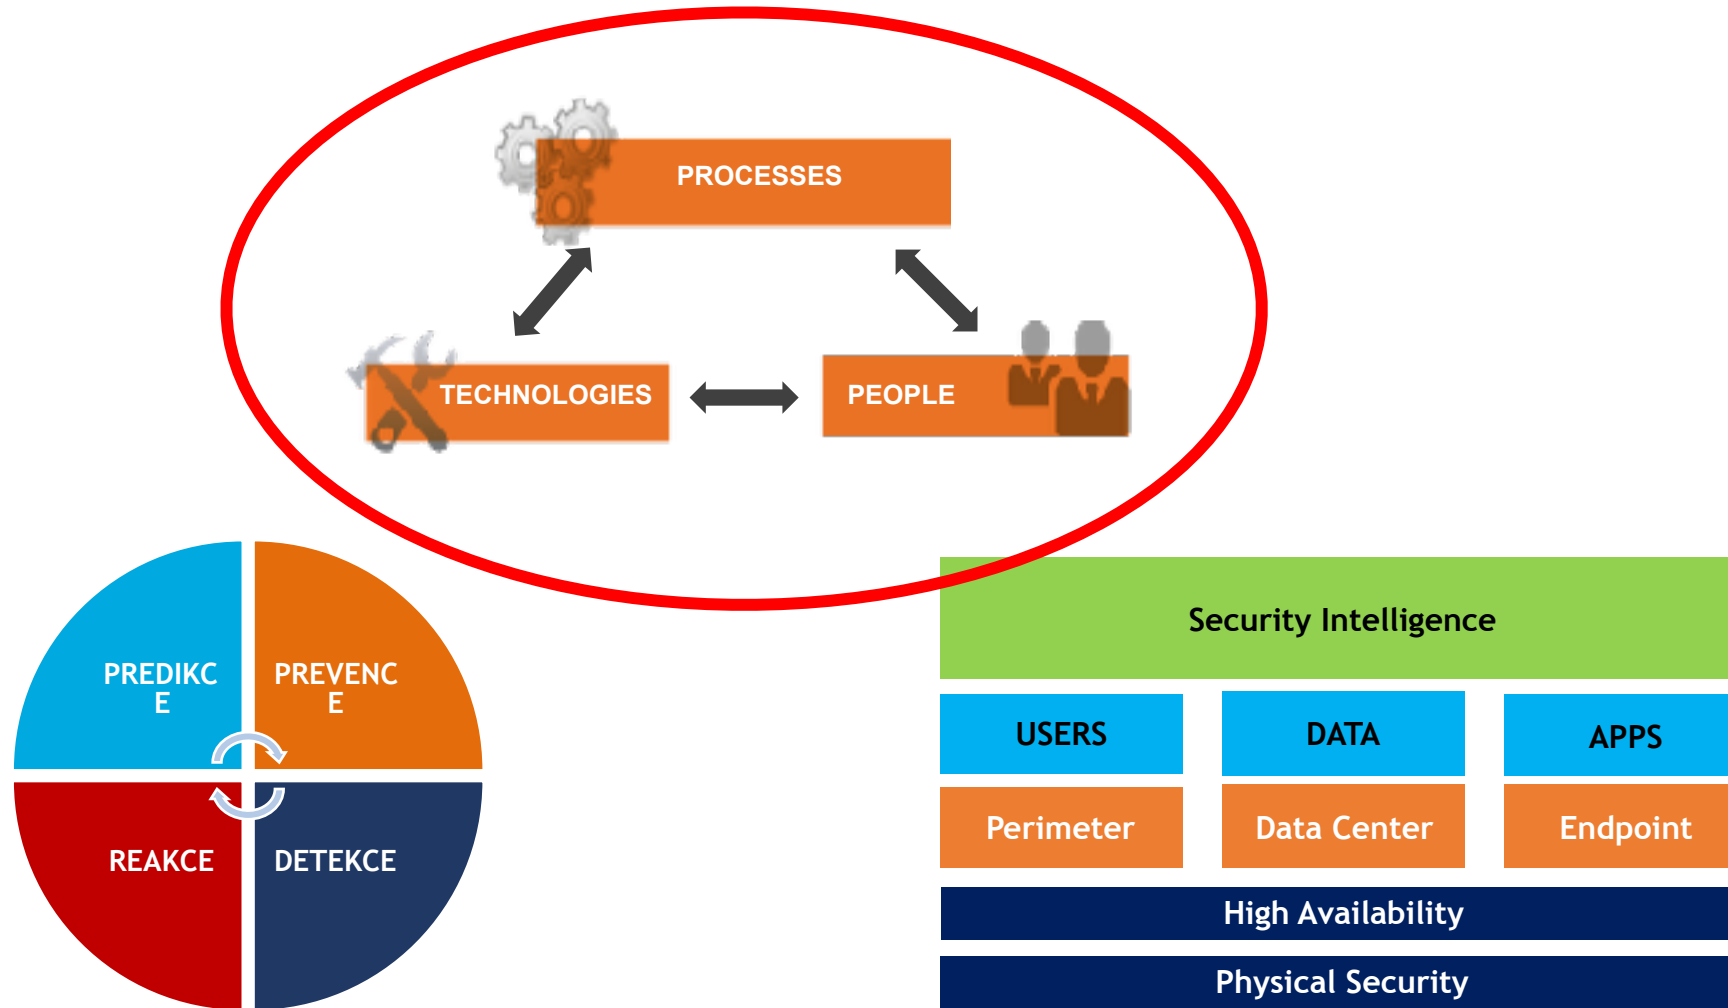 PROCESSES
TECHNOLOGIES
PEOPLE
PREDIKC
E
PREVENC
E
REAKCE
DETEKCE
Security Intelligence
USERS
DATA
APPS
Perimeter
Data Center
Endpoint
High Availability
Physical Security